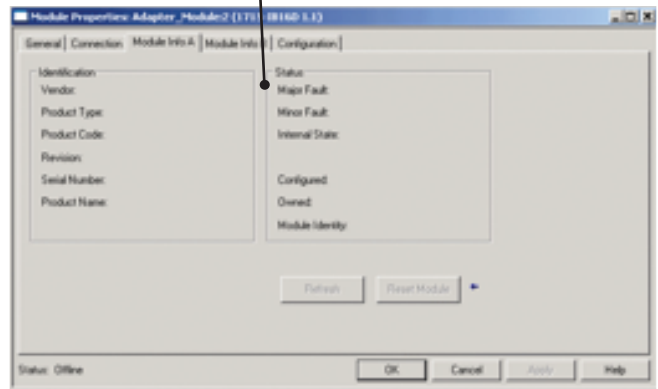 Module Properties: Adapter_Module:2 (1715-IB16D 1.1)
General Connection Module Info A Module Info Configuration
Identification
Vendor:
Product Type:
Product Code:
Revision:
Serial Number:
Product Name:
Status
Major Fault:
Minor Fault:
Internal State:
Configured:
Owned:
Module Identity:
Refresh Reset Module
Status: Offline OK Cancel Apply Help